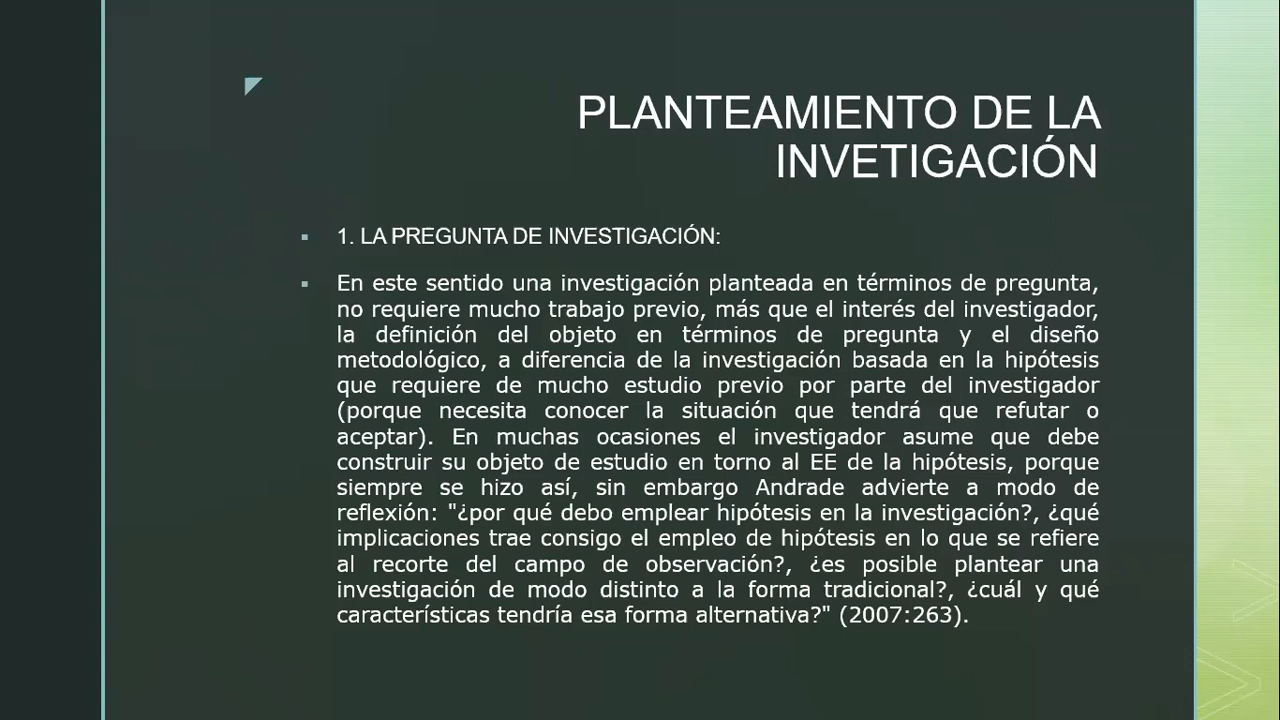 PLANTEAMIENTO DE LA
INVETIGACIÓN
1. LA PREGUNTA DE INVESTIGACIÓN:
En este sentido una investigación planteada en términos de pregunta,
no requiere mucho trabajo previo, más que el interés del investigador,
la definición del objeto en términos de pregunta y el diseño
metodológico, a diferencia de la investigación basada en la hipótesis
que requiere de mucho estudio previo por parte del investigador
(porque necesita conocer la situación que tendrá que refutar o
aceptar). En muchas ocasiones el investigador asume que debe
construir su objeto de estudio en torno al EE de la hipótesis, porque
siempre se hizo así, sin embargo Andrade advierte a modo de
reflexión: "¿por qué debo emplear hipótesis en la investigación?, ¿qué
implicaciones trae consigo el empleo de hipótesis en lo que se refiere
al recorte del campo de observación?, ¿es posible plantear una
investigación de modo distinto a la forma tradicional?, ¿cuál y qué
características tendría esa forma alternativa?" (2007:263).